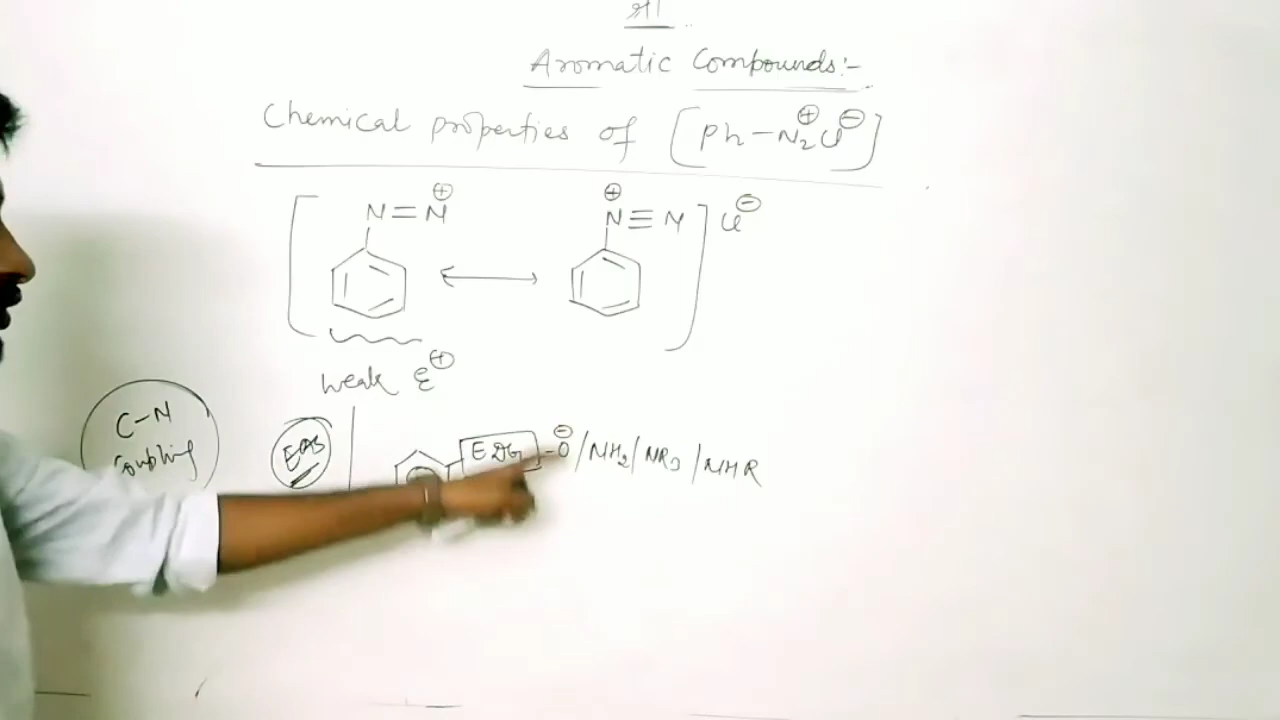 Aromatic Compounds:-
Chemical properties of [Ph-N₂⊕Cl⊖]
N=N⊕
N⊕≡N
Cl⊖
weak E⊕
C-N
Coupling
EAS
EDG
-O⊖/NH₂/NR₂/NHR